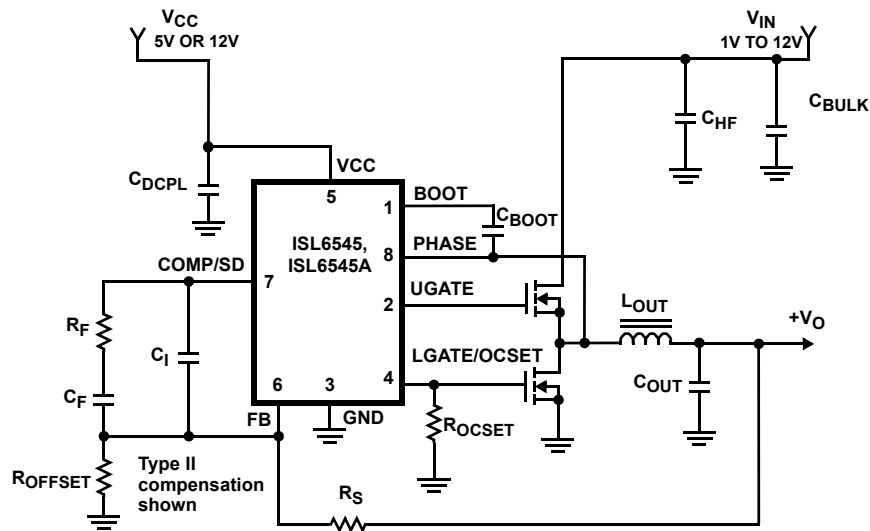 VCC
5V OR 12V
VIN
1V TO 12V
CHF
CBULK
CDCPL
VCC
5
BOOT
1
CBOOT
ISL6545,
ISL6545A
PHASE
8
COMP/SD
7
UGATE
2
LOUT
+VO
RF
CI
LGATE/OCSET
4
COUT
CF
6
3
FB
GND
ROCSET
ROFFSET
Type II
compensation
shown
RS